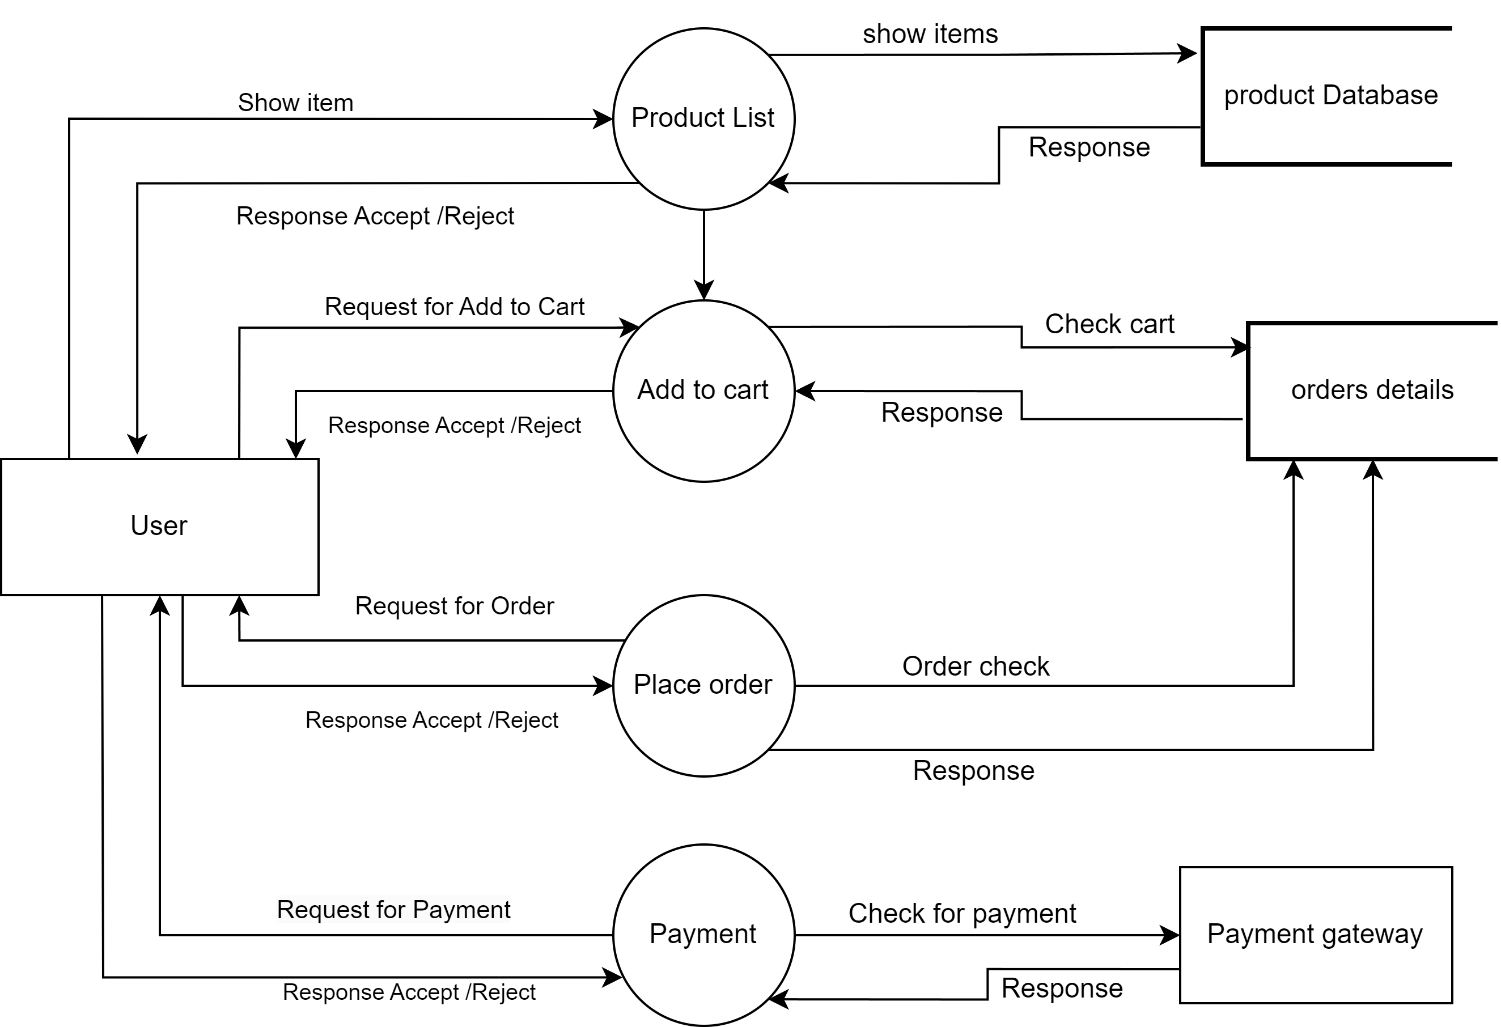 show items
Show item
Product List
product Database
Response
Response Accept /Reject
Request for Add to Cart
Check cart
Add to cart
orders details
Response
Response Accept /Reject
User
Request for Order
Order check
Place order
Response Accept /Reject
Response
Request for Payment
Check for payment
Payment
Payment gateway
Response Accept /Reject
Response